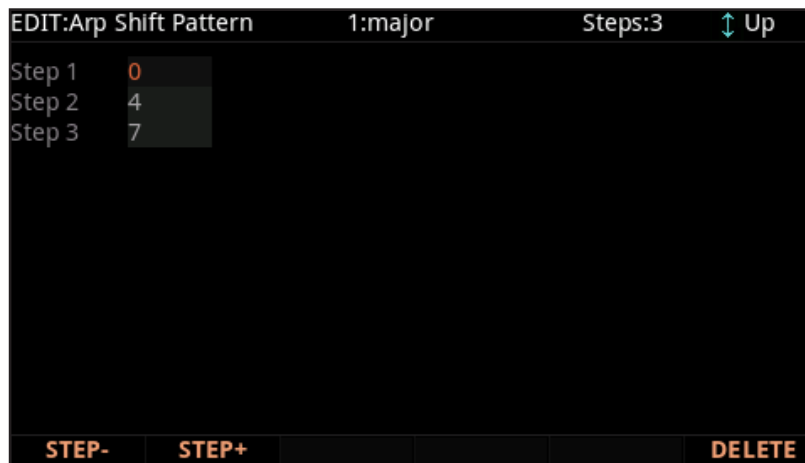 EDIT:Arp Shift Pattern 1:major Steps:3 ↕ Up
Step 1 0
Step 2 4
Step 3 7
STEP- STEP+ DELETE